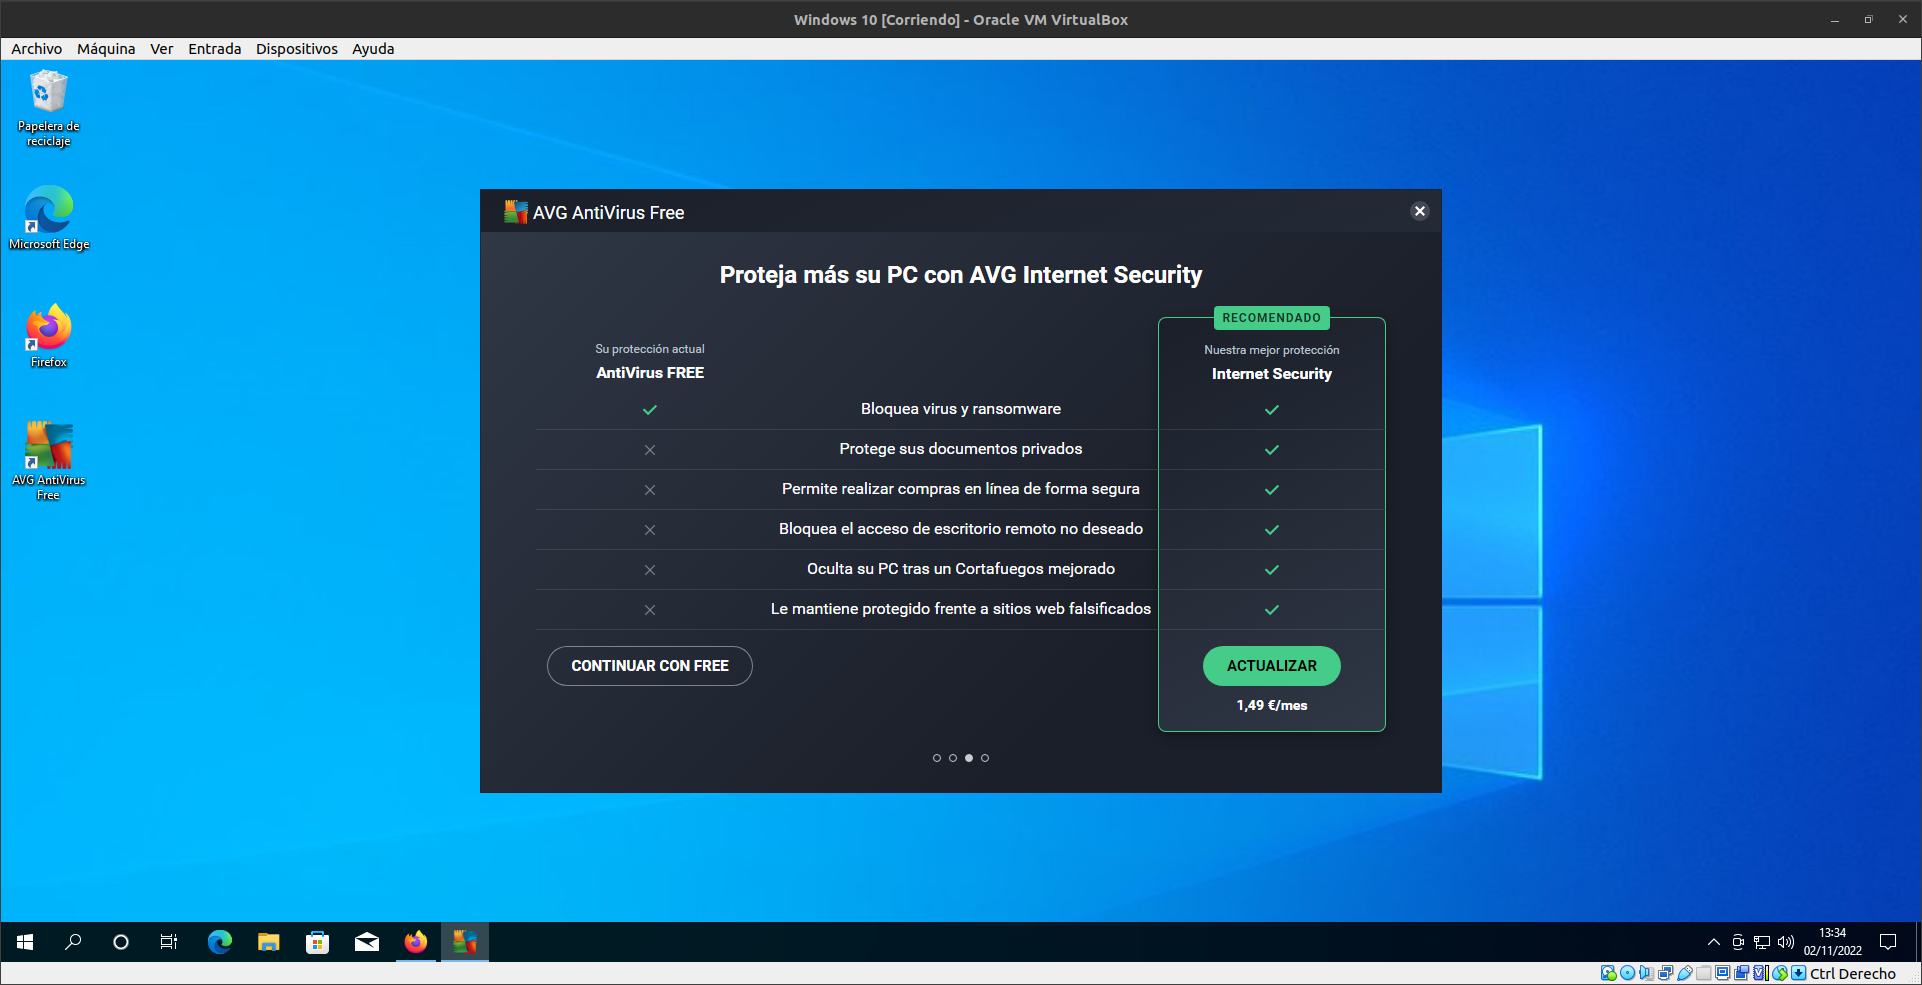 Windows 10 [Corriendo] - Oracle VM VirtualBox
Archivo Máquina Ver Entrada Dispositivos Ayuda
Papelera de
reciclaje
Microsoft Edge
Firefox
AVG AntiVirus
Free
AVG AntiVirus Free
Proteja más su PC con AVG Internet Security
RECOMENDADO
Su protección actual
Nuestra mejor protección
AntiVirus FREE
Internet Security
Bloquea virus y ransomware
Protege sus documentos privados
Permite realizar compras en línea de forma segura
Bloquea el acceso de escritorio remoto no deseado
Oculta su PC tras un Cortafuegos mejorado
Le mantiene protegido frente a sitios web falsificados
CONTINUAR CON FREE
ACTUALIZAR
1,49 €/mes
13:34
02/11/2022
Ctrl Derecho